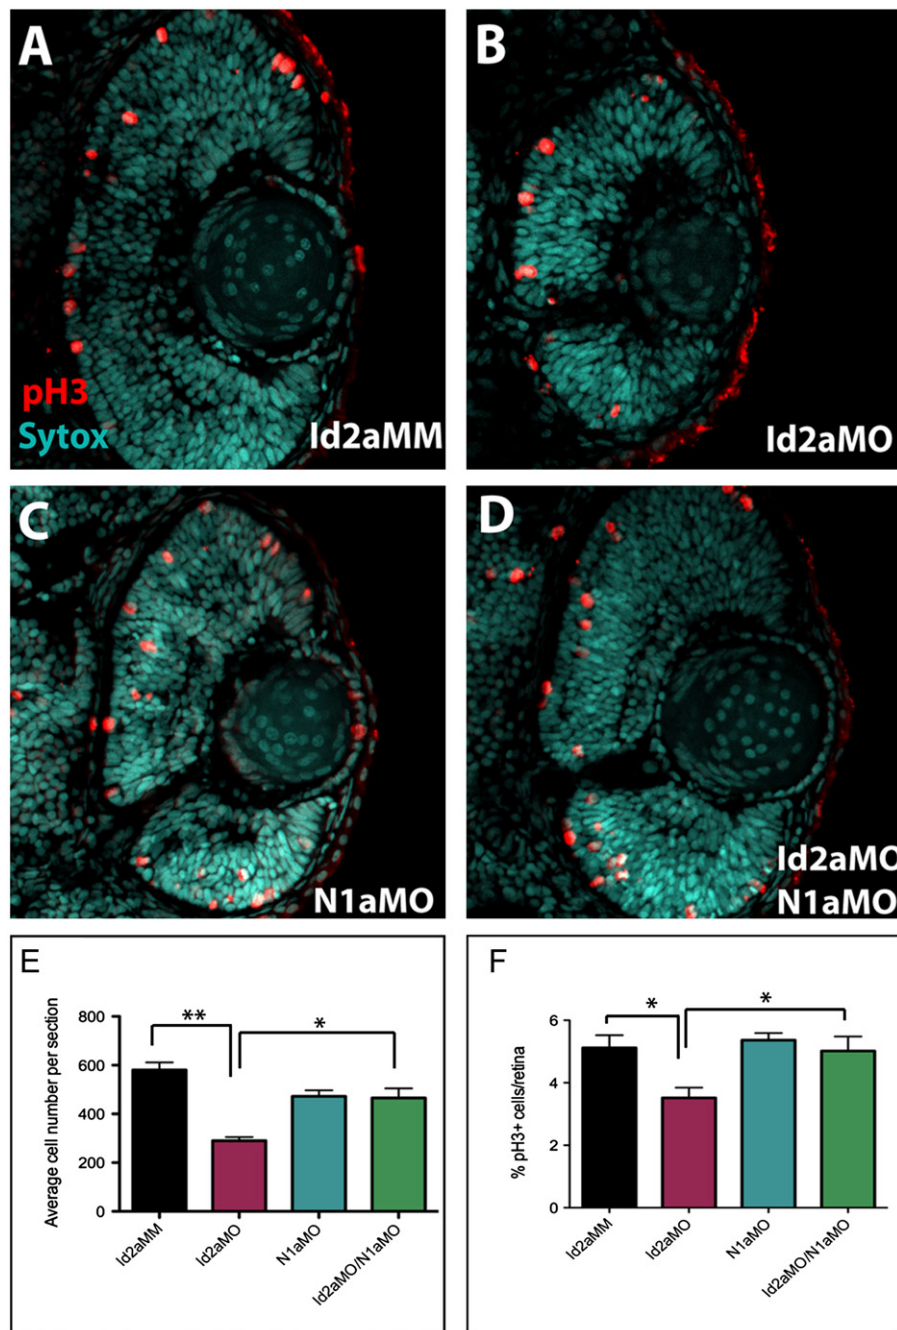 A
pH3
Sytox
Id2aMM
B
Id2aMO
C
N1aMO
D
Id2aMO
N1aMO
E
Average cell number per section
800
600
400
200
0
**
*
Id2aMM
Id2aMO
N1aMO
Id2aMO/N1aMO
F
% pH3+ cells/retina
6
4
2
0
*
*
Id2aMM
Id2aMO
N1aMO
Id2aMO/N1aMO